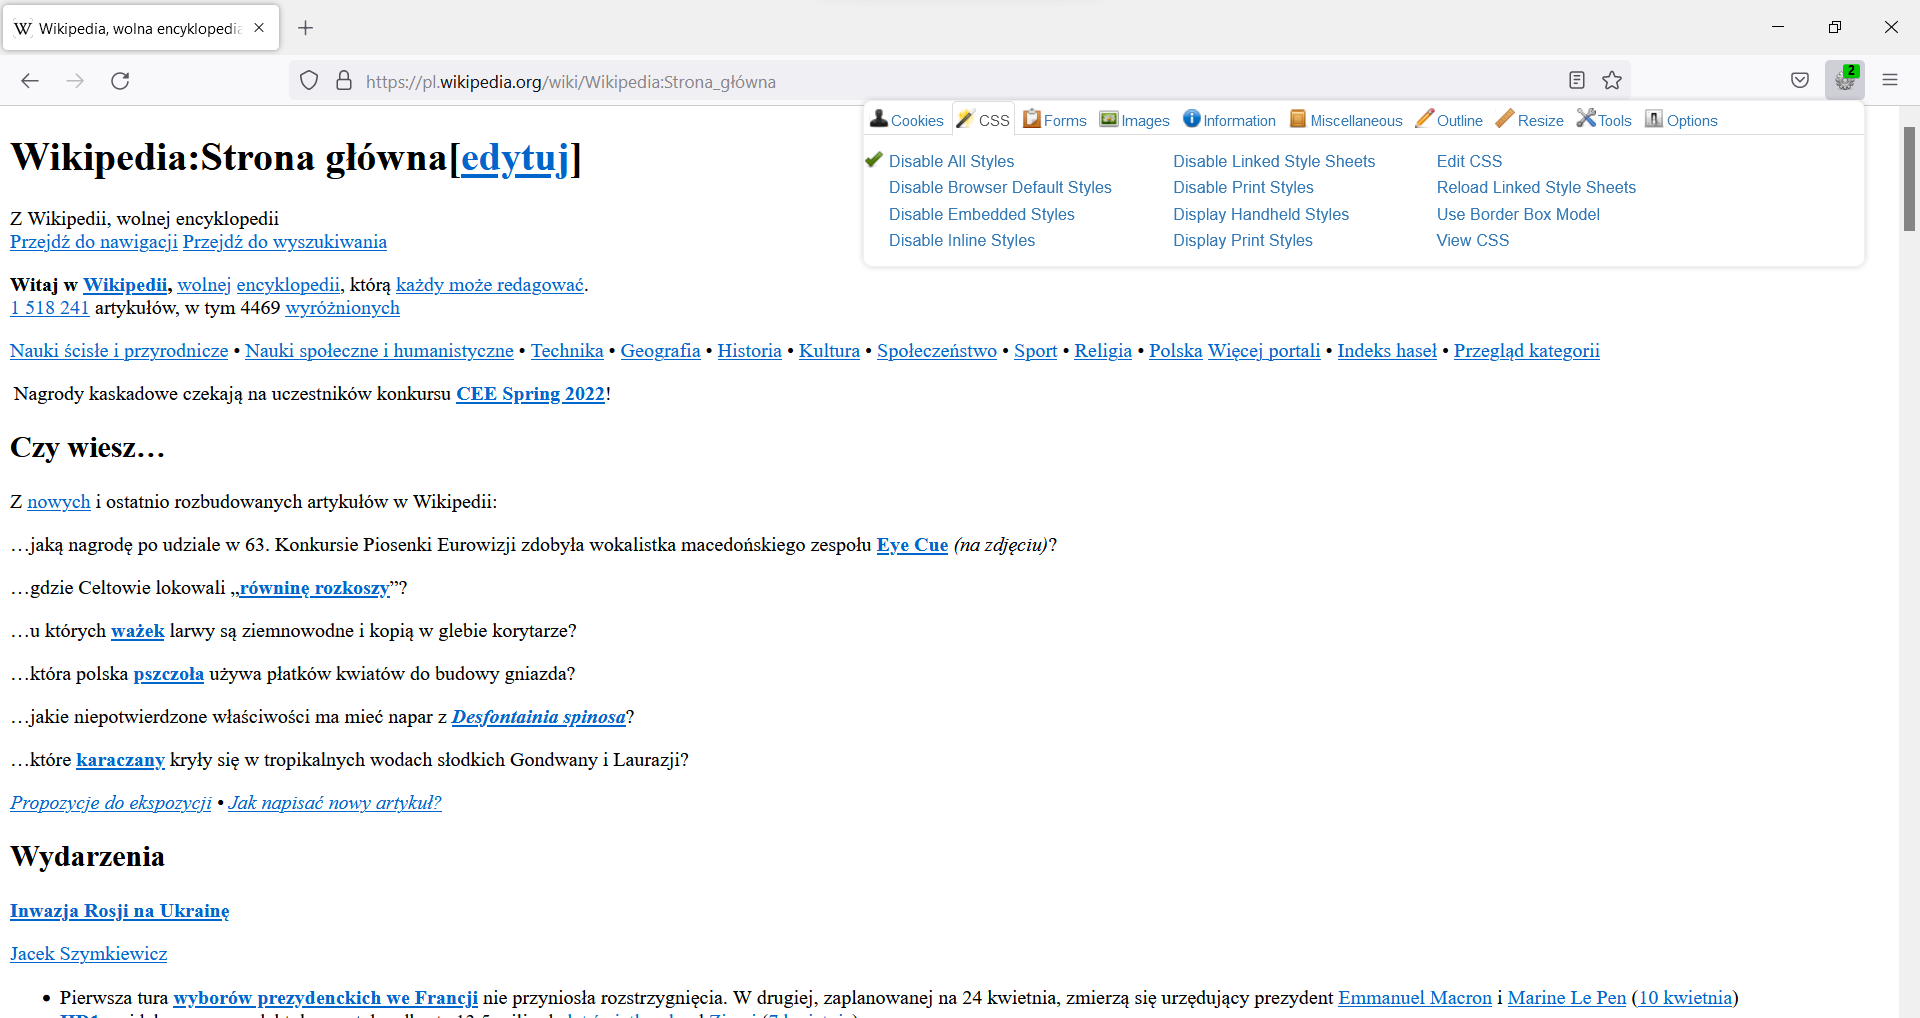 Wikipedia, wolna encyklopedia
https://pl.wikipedia.org/wiki/Wikipedia:Strona_główna
2
Cookies CSS Forms Images Information Miscellaneous Outline Resize Tools Options
Disable All Styles Disable Linked Style Sheets Edit CSS
Disable Browser Default Styles Disable Print Styles Reload Linked Style Sheets
Disable Embedded Styles Display Handheld Styles Use Border Box Model
Disable Inline Styles Display Print Styles View CSS
Wikipedia:Strona główna[edytuj]
Z Wikipedii, wolnej encyklopedii
Przejdź do nawigacji Przejdź do wyszukiwania
Witaj w Wikipedii, wolnej encyklopedii, którą każdy może redagować.
1 518 241 artykułów, w tym 4469 wyróżnionych
Nauki ścisłe i przyrodnicze • Nauki społeczne i humanistyczne • Technika • Geografia • Historia • Kultura • Społeczeństwo • Sport • Religia • Polska Więcej portali • Indeks haseł • Przegląd kategorii
Nagrody kaskadowe czekają na uczestników konkursu CEE Spring 2022!
Czy wiesz…
Z nowych i ostatnio rozbudowanych artykułów w Wikipedii:
…jaką nagrodę po udziale w 63. Konkursie Piosenki Eurowizji zdobyła wokalistka macedońskiego zespołu Eye Cue (na zdjęciu)?
…gdzie Celtowie lokowali „równinę rozkoszy”?
…u których ważek larwy są ziemnowodne i kopią w glebie korytarze?
…która polska pszczoła używa płatków kwiatów do budowy gniazda?
…jakie niepotwierdzone właściwości ma mieć napar z Desfontainia spinosa?
…które karaczany kryły się w tropikalnych wodach słodkich Gondwany i Laurazji?
Propozycje do ekspozycji • Jak napisać nowy artykuł?
Wydarzenia
Inwazja Rosji na Ukrainę
Jacek Szymkiewicz
• Pierwsza tura wyborów prezydenckich we Francji nie przyniosła rozstrzygnięcia. W drugiej, zaplanowanej na 24 kwietnia, zmierzą się urzędujący prezydent Emmanuel Macron i Marine Le Pen (10 kwietnia)